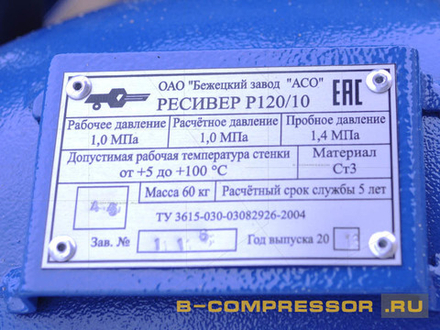 ОАО "Бежецкий завод "АСО"
РЕСИВЕР Р120/10
EAC
Рабочее давление Расчётное давление Пробное давление
1,0 МПа 1,0 МПа 1,4 МПа
Допустимая рабочая температура стенки Материал
от +5 до +100 °С Ст3
Масса 60 кг Расчётный срок службы 5 лет
ТУ 3615-030-03082926-2004
Зав. № Год выпуска 20
B-COMPRESSOR.RU